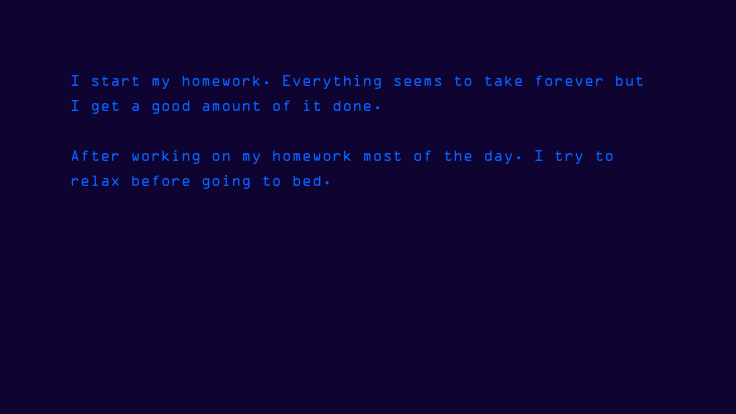 I start my homework. Everything seems to take forever but
I get a good amount of it done.
After working on my homework most of the day. I try to
relax before going to bed.